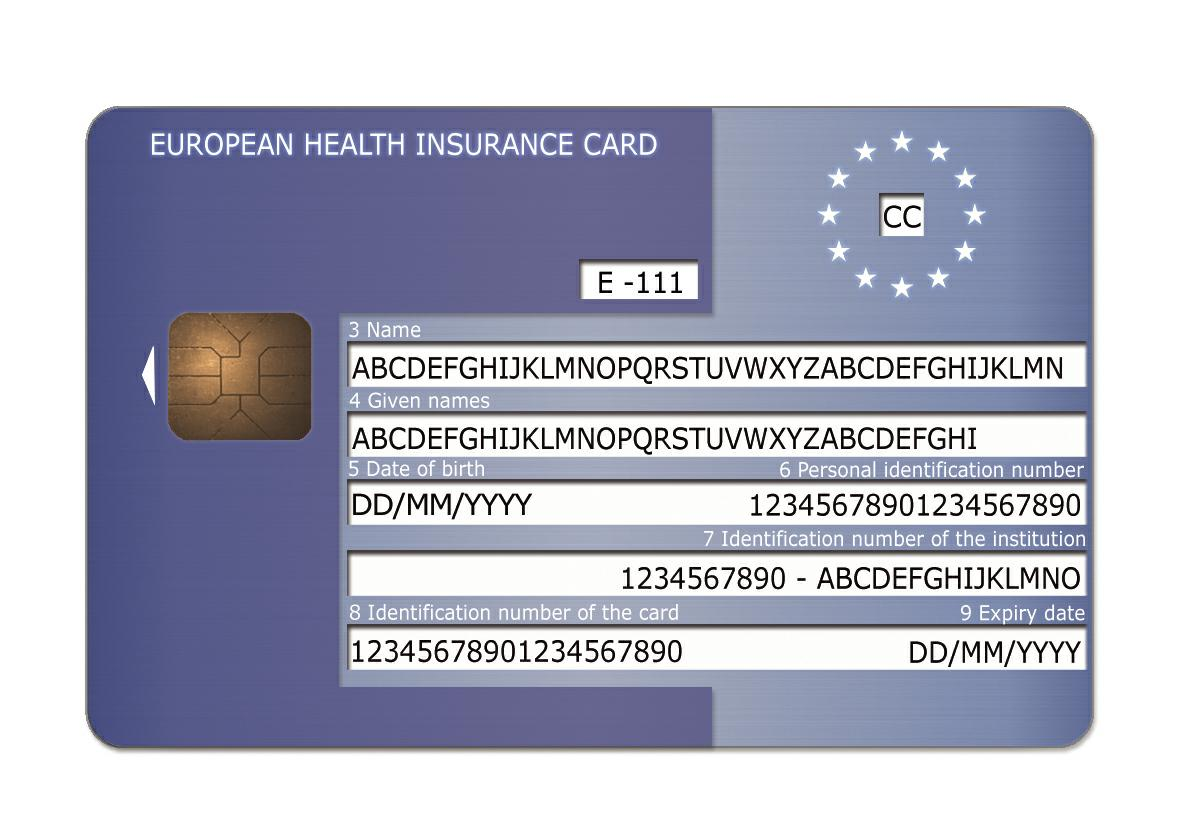 EUROPEAN HEALTH INSURANCE CARD
CC
E -111
3 Name
ABCDEFGHIJKLMNOPQRSTUVWXYZABCDEFGHIJKLMN
4 Given names
ABCDEFGHIJKLMNOPQRSTUVWXYZABCDEFGHI
5 Date of birth 6 Personal identification number
DD/MM/YYYY 12345678901234567890
7 Identification number of the institution
1234567890 - ABCDEFGHIJKLMNO
8 Identification number of the card 9 Expiry date
12345678901234567890 DD/MM/YYYY